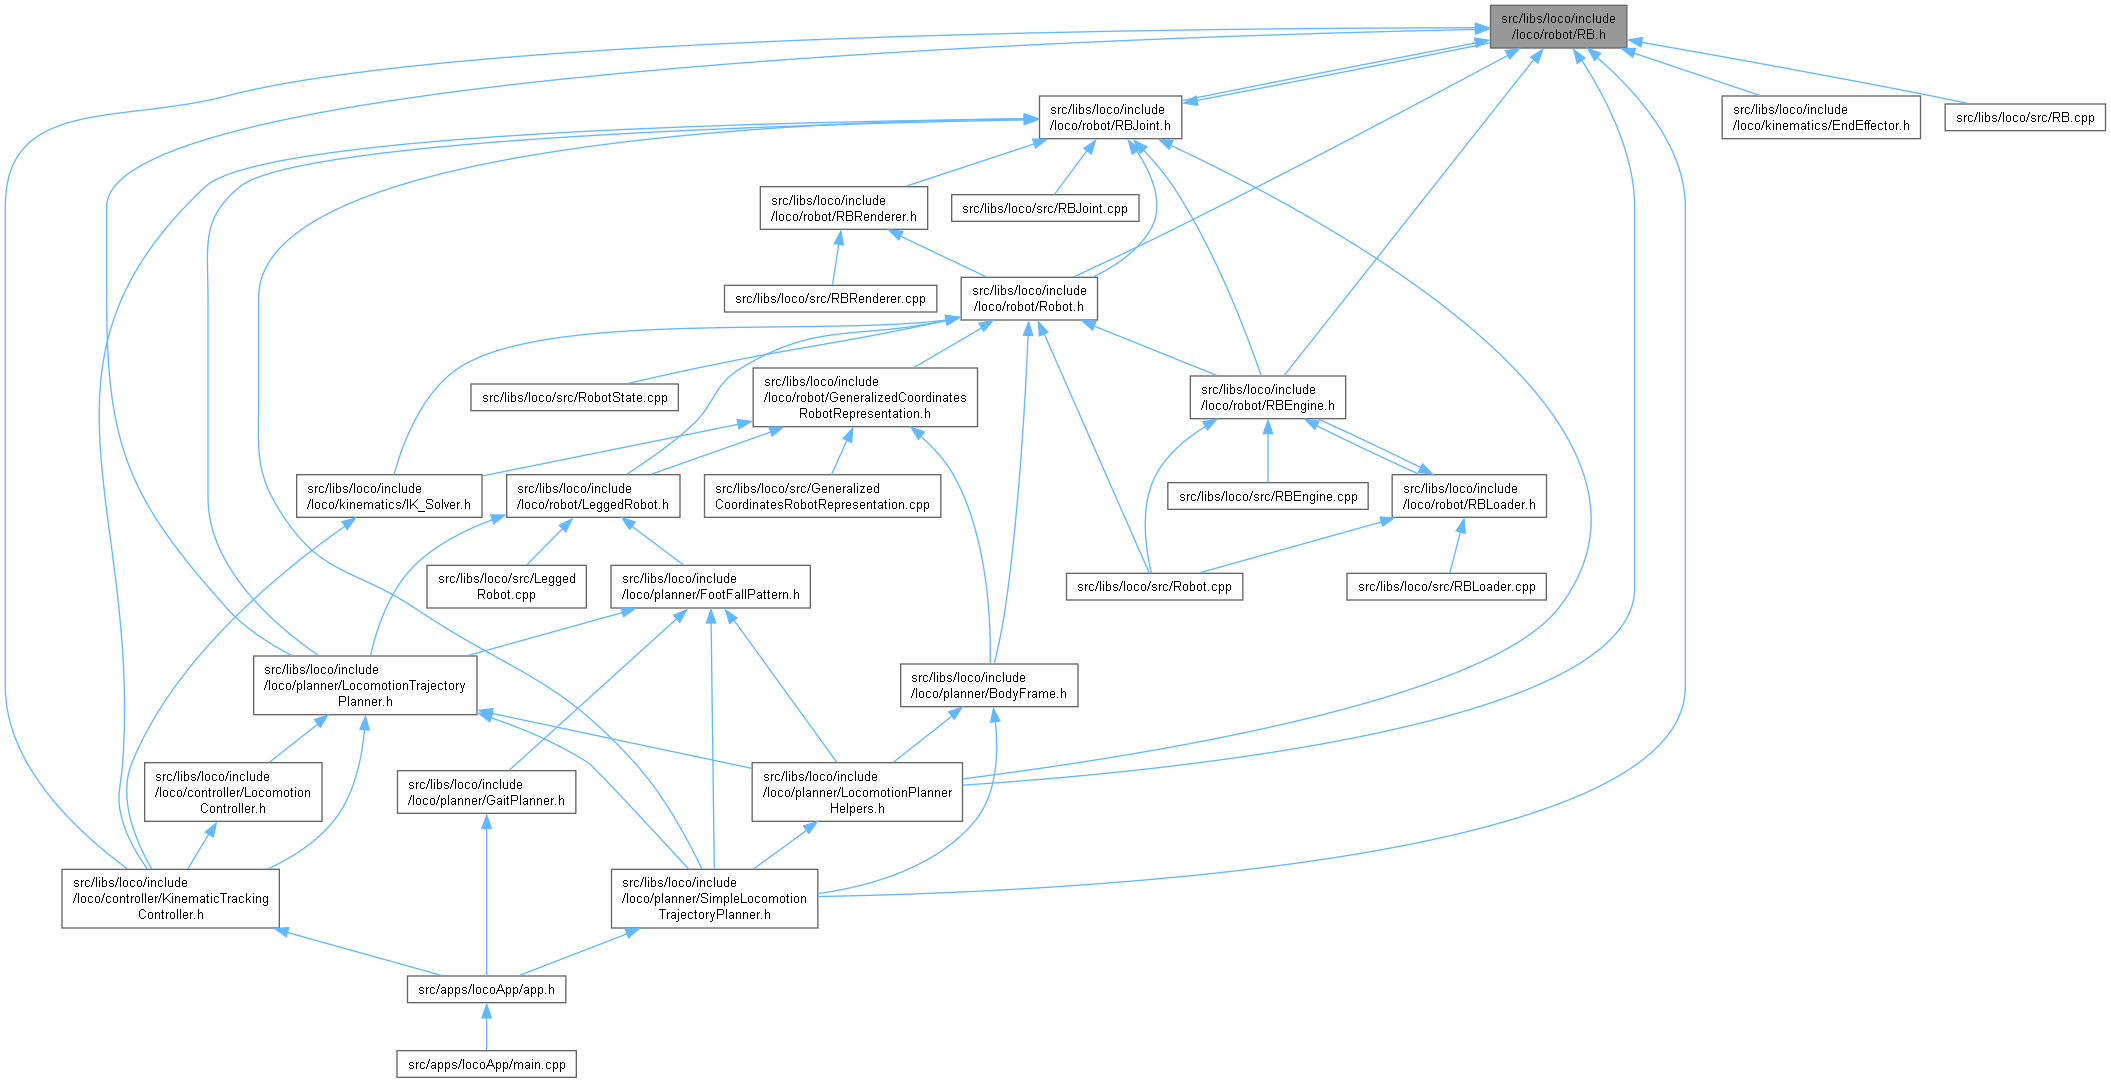 src/libs/loco/include
/loco/robot/RB.h
src/libs/loco/include
/loco/robot/RBJoint.h
src/libs/loco/include
/loco/kinematics/EndEffector.h
src/libs/loco/src/RB.cpp
src/libs/loco/include
/loco/robot/RBRenderer.h
src/libs/loco/src/RBJoint.cpp
src/libs/loco/src/RBRenderer.cpp
src/libs/loco/include
/loco/robot/Robot.h
src/libs/loco/src/RobotState.cpp
src/libs/loco/include
/loco/robot/GeneralizedCoordinates
RobotRepresentation.h
src/libs/loco/include
/loco/robot/RBEngine.h
src/libs/loco/include
/loco/kinematics/IK_Solver.h
src/libs/loco/include
/loco/robot/LeggedRobot.h
src/libs/loco/src/Generalized
CoordinatesRobotRepresentation.cpp
src/libs/loco/src/RBEngine.cpp
src/libs/loco/include
/loco/robot/RBLoader.h
src/libs/loco/src/Legged
Robot.cpp
src/libs/loco/include
/loco/planner/FootFallPattern.h
src/libs/loco/src/Robot.cpp
src/libs/loco/src/RBLoader.cpp
src/libs/loco/include
/loco/planner/LocomotionTrajectory
Planner.h
src/libs/loco/include
/loco/planner/BodyFrame.h
src/libs/loco/include
/loco/controller/Locomotion
Controller.h
src/libs/loco/include
/loco/planner/GaitPlanner.h
src/libs/loco/include
/loco/planner/LocomotionPlanner
Helpers.h
src/libs/loco/include
/loco/controller/KinematicTracking
Controller.h
src/libs/loco/include
/loco/planner/SimpleLocomotion
TrajectoryPlanner.h
src/apps/locoApp/app.h
src/apps/locoApp/main.cpp